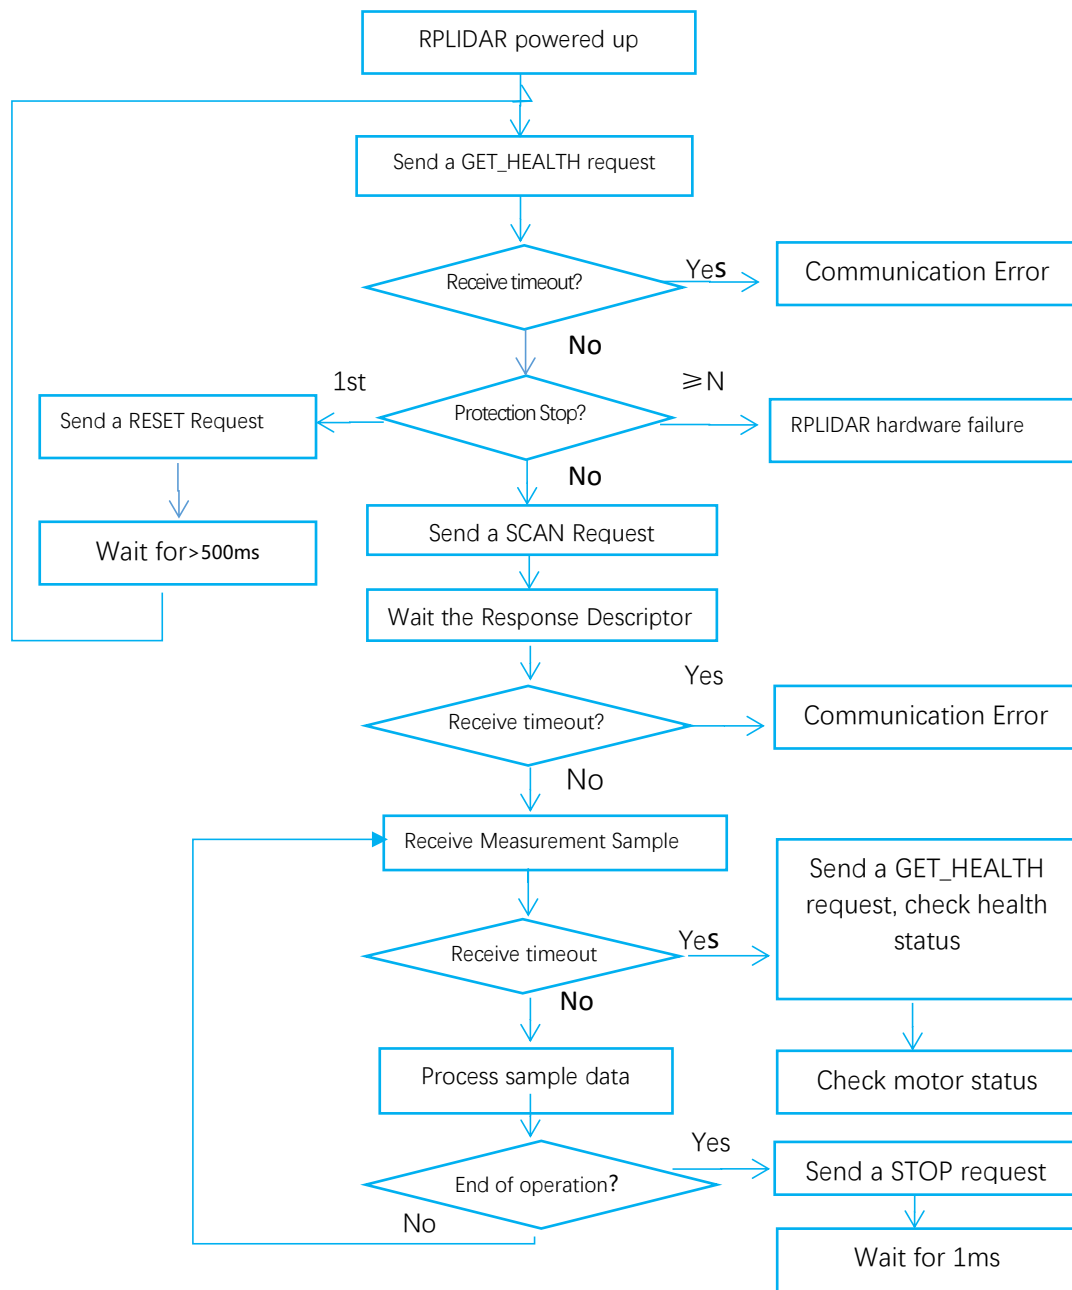 RPLIDAR powered up
Send a GET_HEALTH request
Receive timeout?
Yes
Communication Error
No
1st
≥N
Send a RESET Request
Protection Stop?
RPLIDAR hardware failure
No
Send a SCAN Request
Wait for>500ms
Wait the Response Descriptor
Yes
Receive timeout?
Communication Error
No
Receive Measurement Sample
Send a GET_HEALTH
request, check health
status
Receive timeout
Yes
No
Process sample data
Check motor status
Yes
End of operation?
Send a STOP request
No
Wait for 1ms